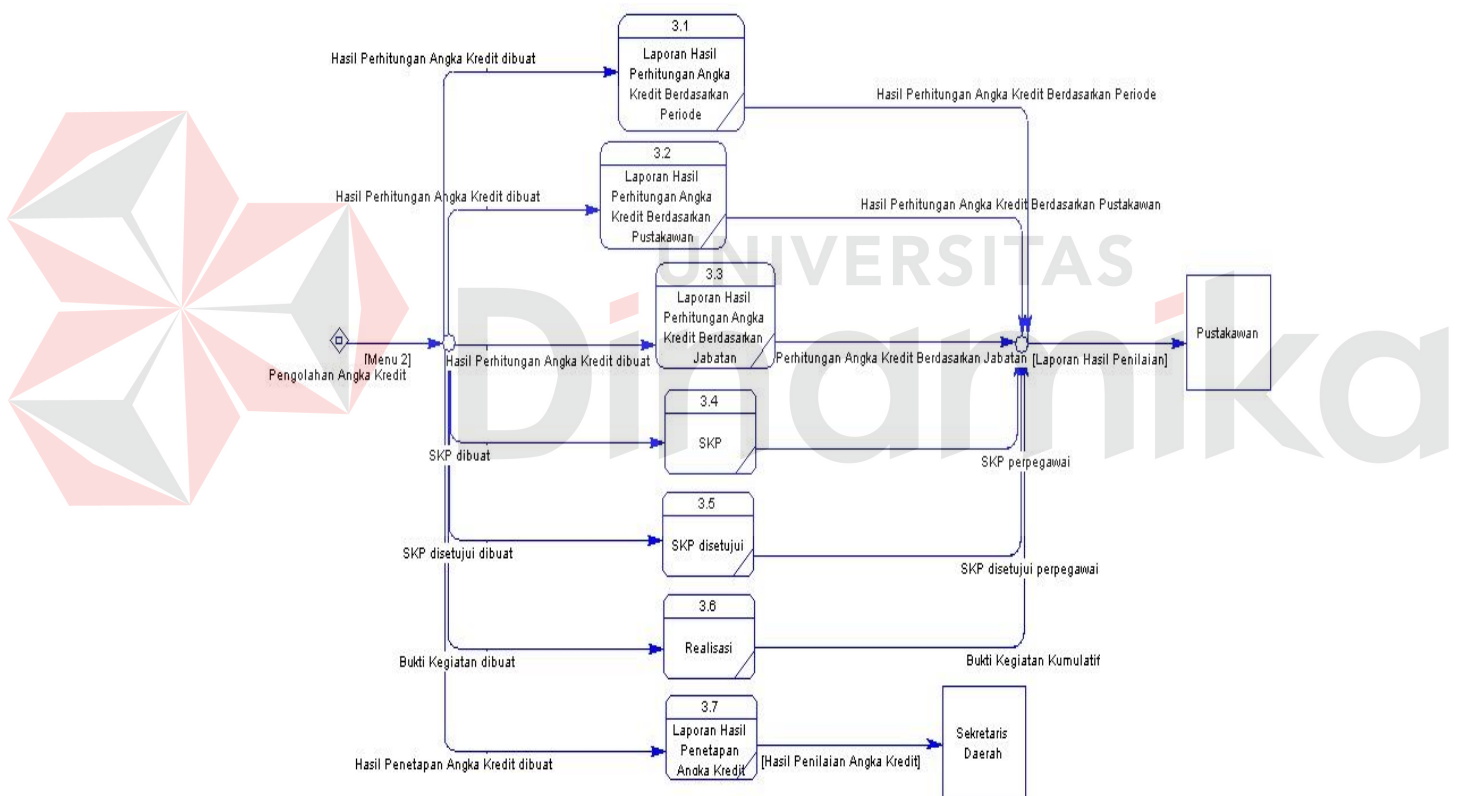 3.1
Hasil Perhitungan Angka Kredit dibuat
Laporan Hasil
Perhitungan Angka
Kredit Berdasarkan
Periode
Hasil Perhitungan Angka Kredit Berdasarkan Periode
3.2
Hasil Perhitungan Angka Kredit dibuat
Laporan Hasil
Perhitungan Angka
Kredit Berdasarkan
Pustakawan
Hasil Perhitungan Angka Kredit Berdasarkan Pustakawan
UNIVERSITAS
Dinamika
3.3
Laporan Hasil
Perhitungan Angka
Kredit Berdasarkan
Jabatan
[Menu 2]
Pengolahan Angka Kredit
Hasil Perhitungan Angka Kredit dibuat
Perhitungan Angka Kredit Berdasarkan Jabatan
[Laporan Hasil Penilaian]
Pustakawan
3.4
SKP
SKP dibuat
SKP perpegawai
3.5
SKP disetujui
SKP disetujui dibuat
SKP disetujui perpegawai
3.6
Realisasi
Bukti Kegiatan dibuat
Bukti Kegiatan Kumulatif
3.7
Laporan Hasil
Penetapan
Angka Kredit
Hasil Penetapan Angka Kredit dibuat
[Hasil Penilaian Angka Kredit]
Sekretaris
Daerah